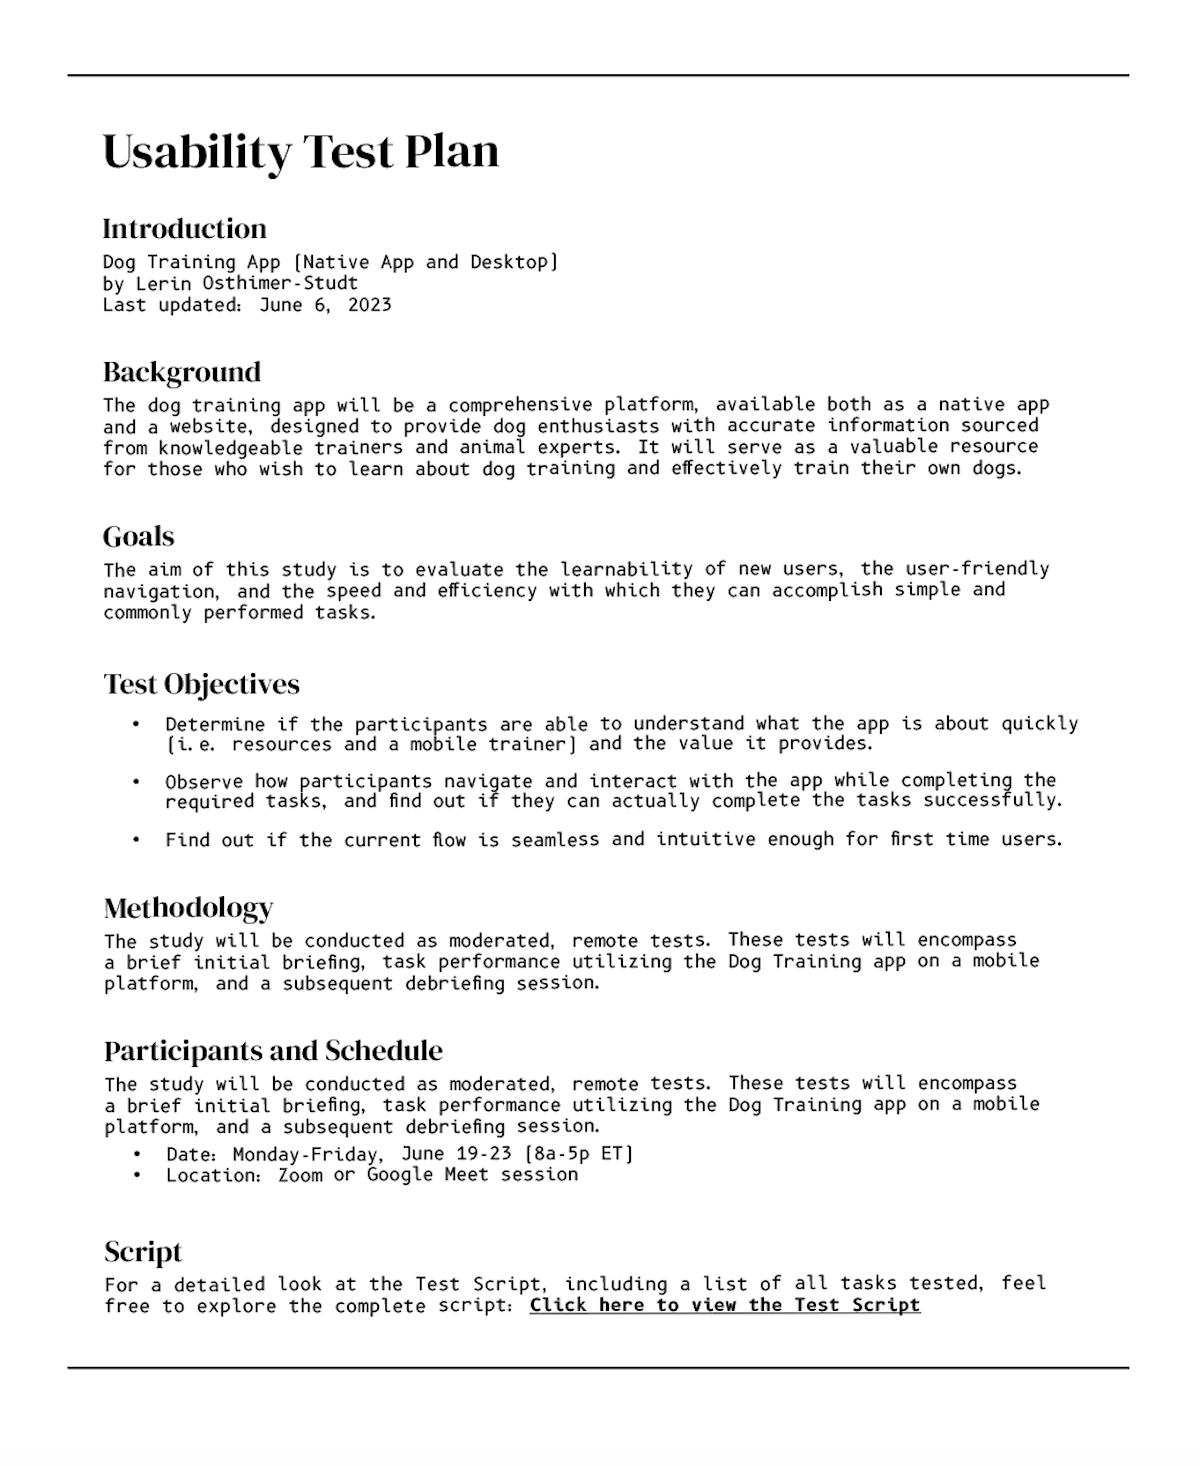 Usability Test Plan
Introduction
Dog Training App [Native App and Desktop]
by Lerin Osthimer-Studt
Last updated: June 6, 2023
Background
The dog training app will be a comprehensive platform, available both as a native app
and a website, designed to provide dog enthusiasts with accurate information sourced
from knowledgeable trainers and animal experts. It will serve as a valuable resource
for those who wish to learn about dog training and effectively train their own dogs.
Goals
The aim of this study is to evaluate the learnability of new users, the user-friendly
navigation, and the speed and efficiency with which they can accomplish simple and
commonly performed tasks.
Test Objectives
• Determine if the participants are able to understand what the app is about quickly
[i.e. resources and a mobile trainer] and the value it provides.
• Observe how participants navigate and interact with the app while completing the
required tasks, and find out if they can actually complete the tasks successfully.
• Find out if the current flow is seamless and intuitive enough for first time users.
Methodology
The study will be conducted as moderated, remote tests. These tests will encompass
a brief initial briefing, task performance utilizing the Dog Training app on a mobile
platform, and a subsequent debriefing session.
Participants and Schedule
The study will be conducted as moderated, remote tests. These tests will encompass
a brief initial briefing, task performance utilizing the Dog Training app on a mobile
platform, and a subsequent debriefing session.
• Date: Monday-Friday, June 19-23 [8a-5p ET]
• Location: Zoom or Google Meet session
Script
For a detailed look at the Test Script, including a list of all tasks tested, feel
free to explore the complete script: Click here to view the Test Script